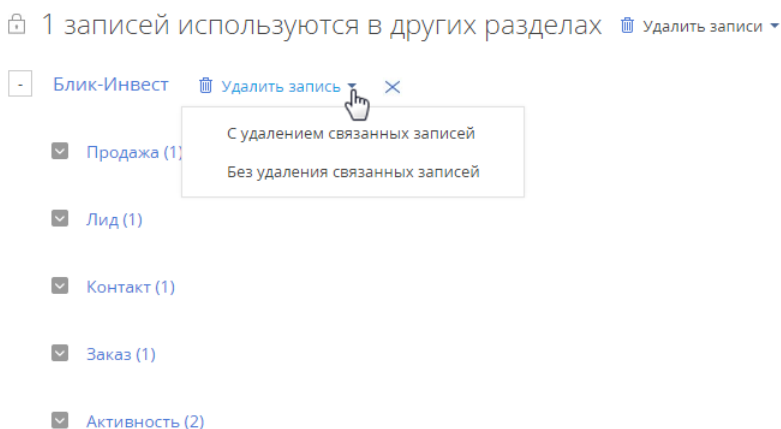 1 записей используются в других разделах Удалить записи
- Блик-Инвест Удалить запись
С удалением связанных записей
Продажа (1)
Без удаления связанных записей
Лид (1)
Контакт (1)
Заказ (1)
Активность (2)